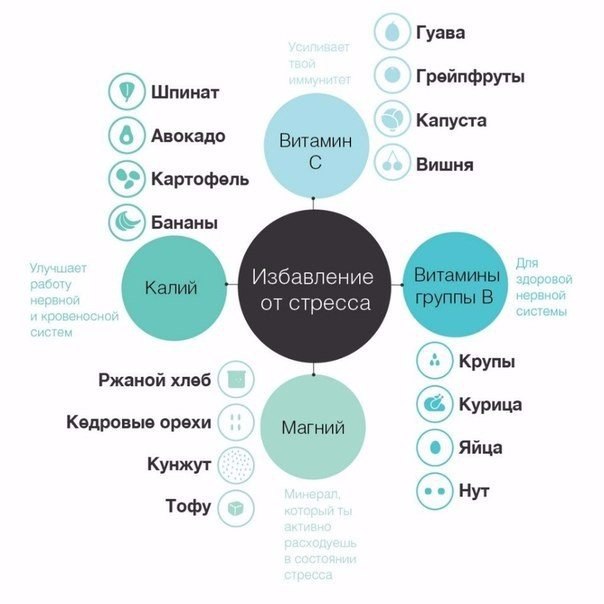 Усиливает
твой
иммунитет
Гуава
Грейпфруты
Капуста
Вишня
Витамин
С
Шпинат
Авокадо
Картофель
Бананы
Улучшает
работу
нервной
и кровеносной
систем
Калий
Избавление
от стресса
Витамины
группы В
Для
здоровой
нервной
системы
Крупы
Курица
Яйца
Нут
Ржаной хлеб
Кедровые орехи
Кунжут
Тофу
Магний
Минерал,
который ты
активно
расходуешь
в состоянии
стресса